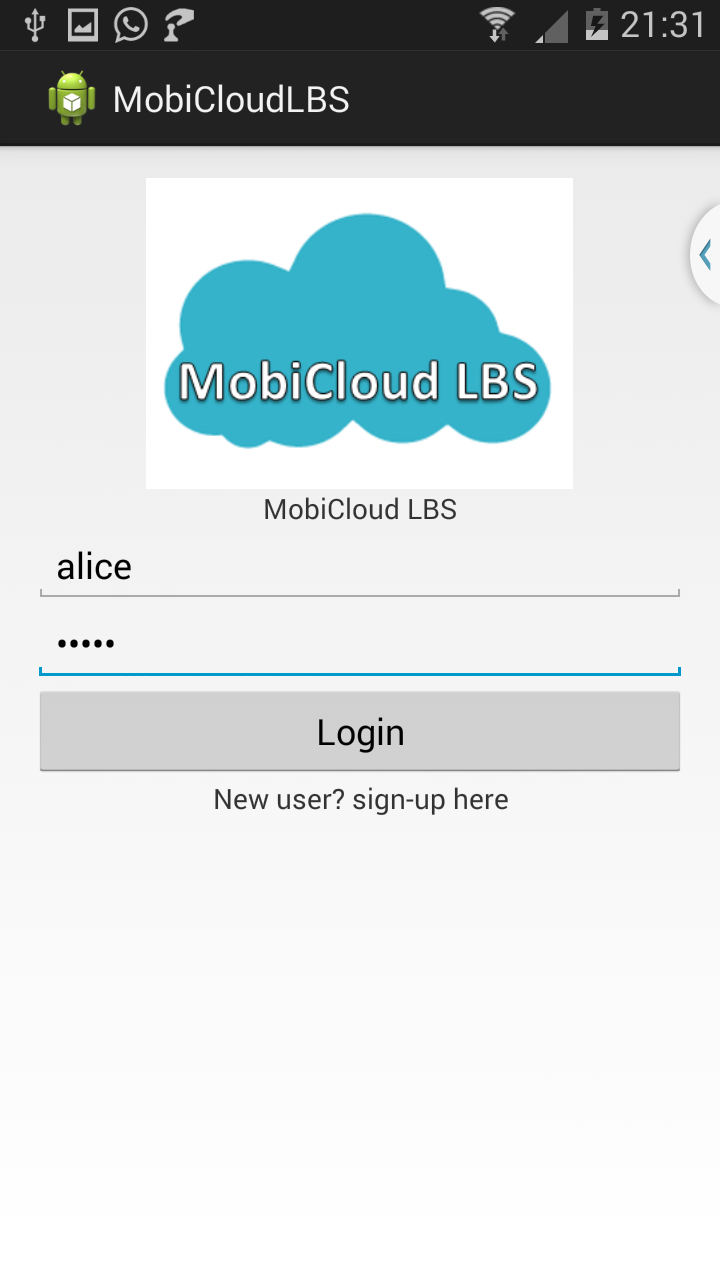 21:31
MobiCloudLBS
MobiCloud LBS
MobiCloud LBS
alice
•••••
Login
New user? sign-up here